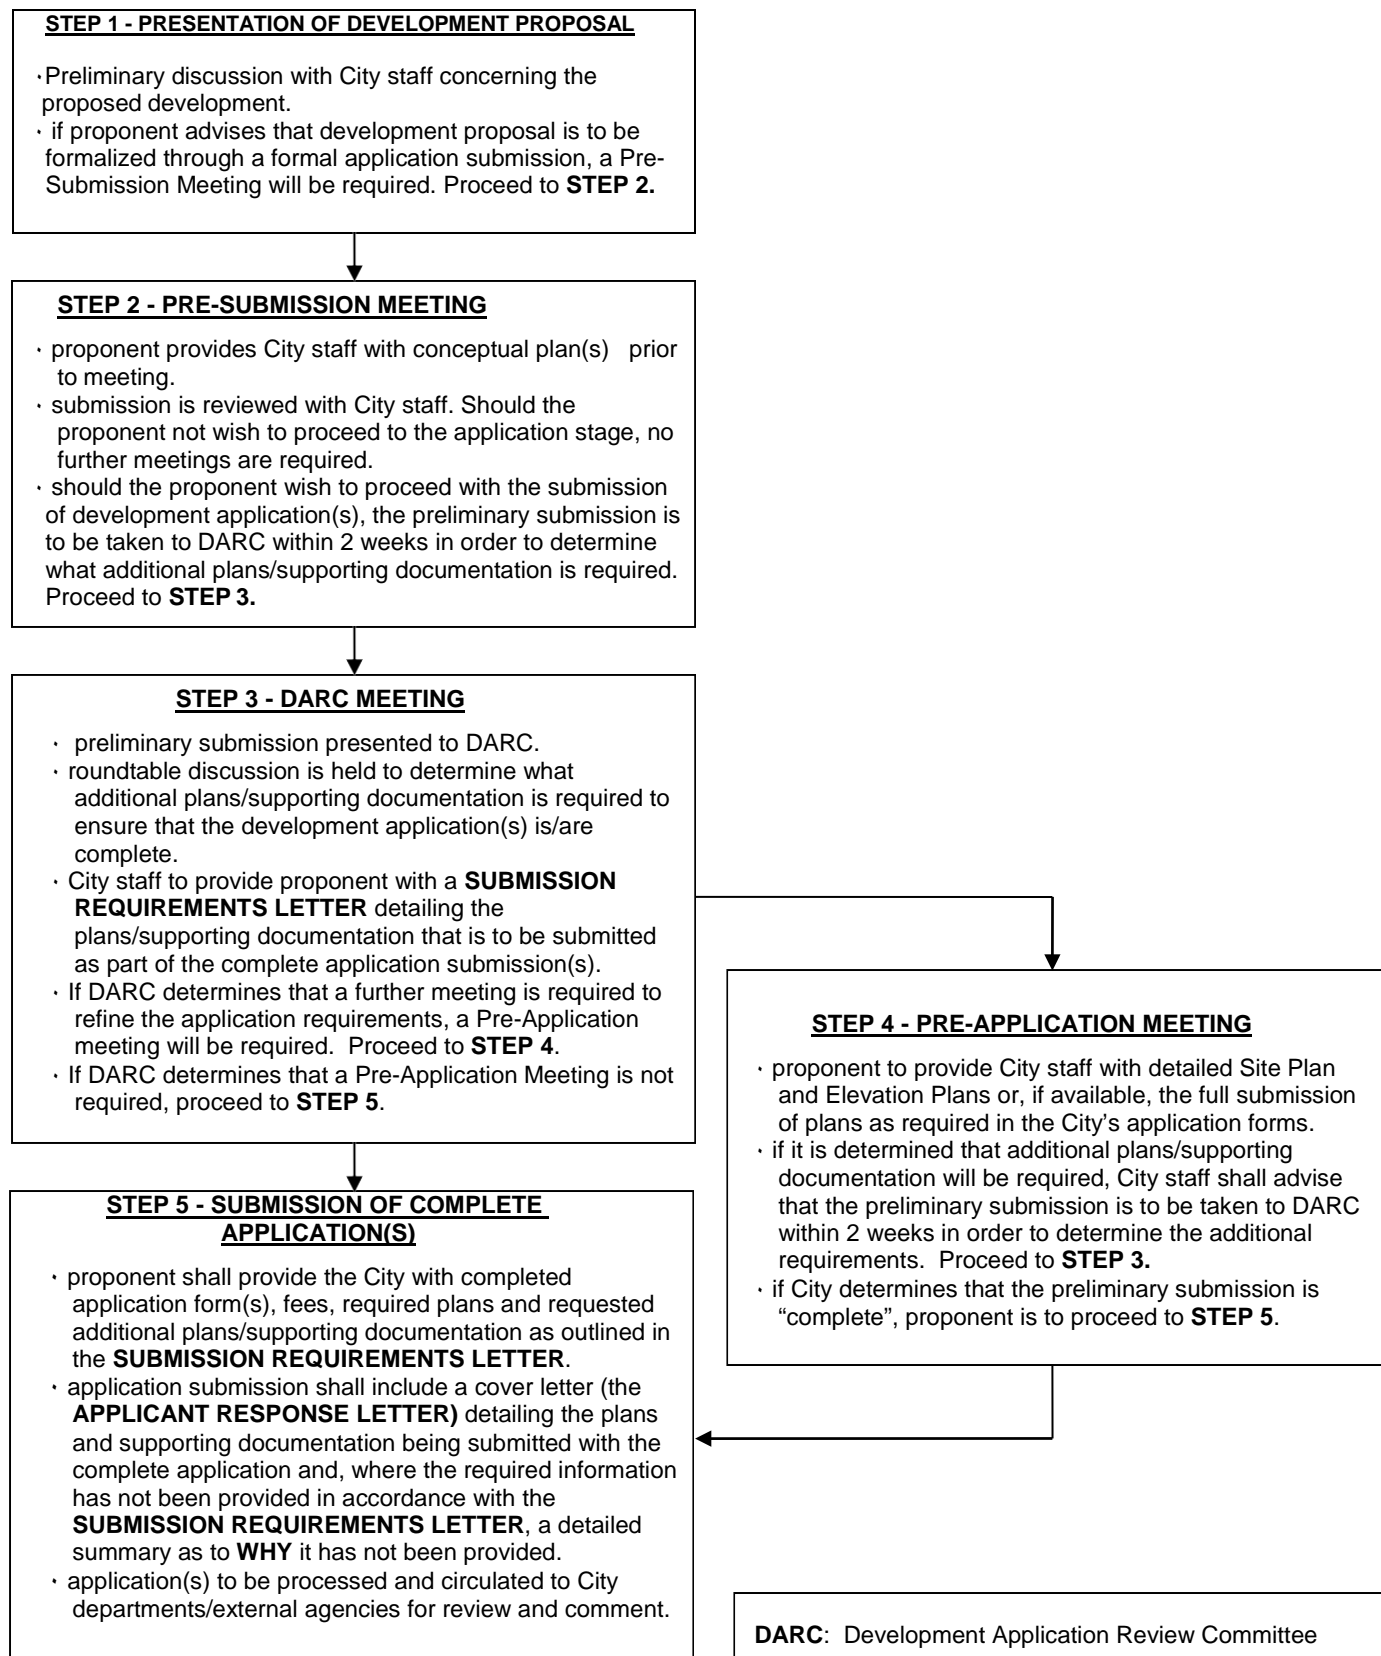 STEP 1 - PRESENTATION OF DEVELOPMENT PROPOSAL
·Preliminary discussion with City staff concerning the
proposed development.
· if proponent advises that development proposal is to be
formalized through a formal application submission, a Pre-
Submission Meeting will be required. Proceed to STEP 2.
STEP 2 - PRE-SUBMISSION MEETING
· proponent provides City staff with conceptual plan(s) prior
to meeting.
· submission is reviewed with City staff. Should the
proponent not wish to proceed to the application stage, no
further meetings are required.
· should the proponent wish to proceed with the submission
of development application(s), the preliminary submission is
to be taken to DARC within 2 weeks in order to determine
what additional plans/supporting documentation is required.
Proceed to STEP 3.
STEP 3 - DARC MEETING
· preliminary submission presented to DARC.
· roundtable discussion is held to determine what
additional plans/supporting documentation is required to
ensure that the development application(s) is/are
complete.
· City staff to provide proponent with a SUBMISSION
REQUIREMENTS LETTER detailing the
plans/supporting documentation that is to be submitted
as part of the complete application submission(s).
· If DARC determines that a further meeting is required to
refine the application requirements, a Pre-Application
meeting will be required. Proceed to STEP 4.
· If DARC determines that a Pre-Application Meeting is not
required, proceed to STEP 5.
STEP 4 - PRE-APPLICATION MEETING
· proponent to provide City staff with detailed Site Plan
and Elevation Plans or, if available, the full submission
of plans as required in the City’s application forms.
· if it is determined that additional plans/supporting
documentation will be required, City staff shall advise
that the preliminary submission is to be taken to DARC
within 2 weeks in order to determine the additional
requirements. Proceed to STEP 3.
· if City determines that the preliminary submission is
“complete”, proponent is to proceed to STEP 5.
STEP 5 - SUBMISSION OF COMPLETE
APPLICATION(S)
· proponent shall provide the City with completed
application form(s), fees, required plans and requested
additional plans/supporting documentation as outlined in
the SUBMISSION REQUIREMENTS LETTER.
· application submission shall include a cover letter (the
APPLICANT RESPONSE LETTER) detailing the plans
and supporting documentation being submitted with the
complete application and, where the required information
has not been provided in accordance with the
SUBMISSION REQUIREMENTS LETTER, a detailed
summary as to WHY it has not been provided.
· application(s) to be processed and circulated to City
departments/external agencies for review and comment.
DARC: Development Application Review Committee